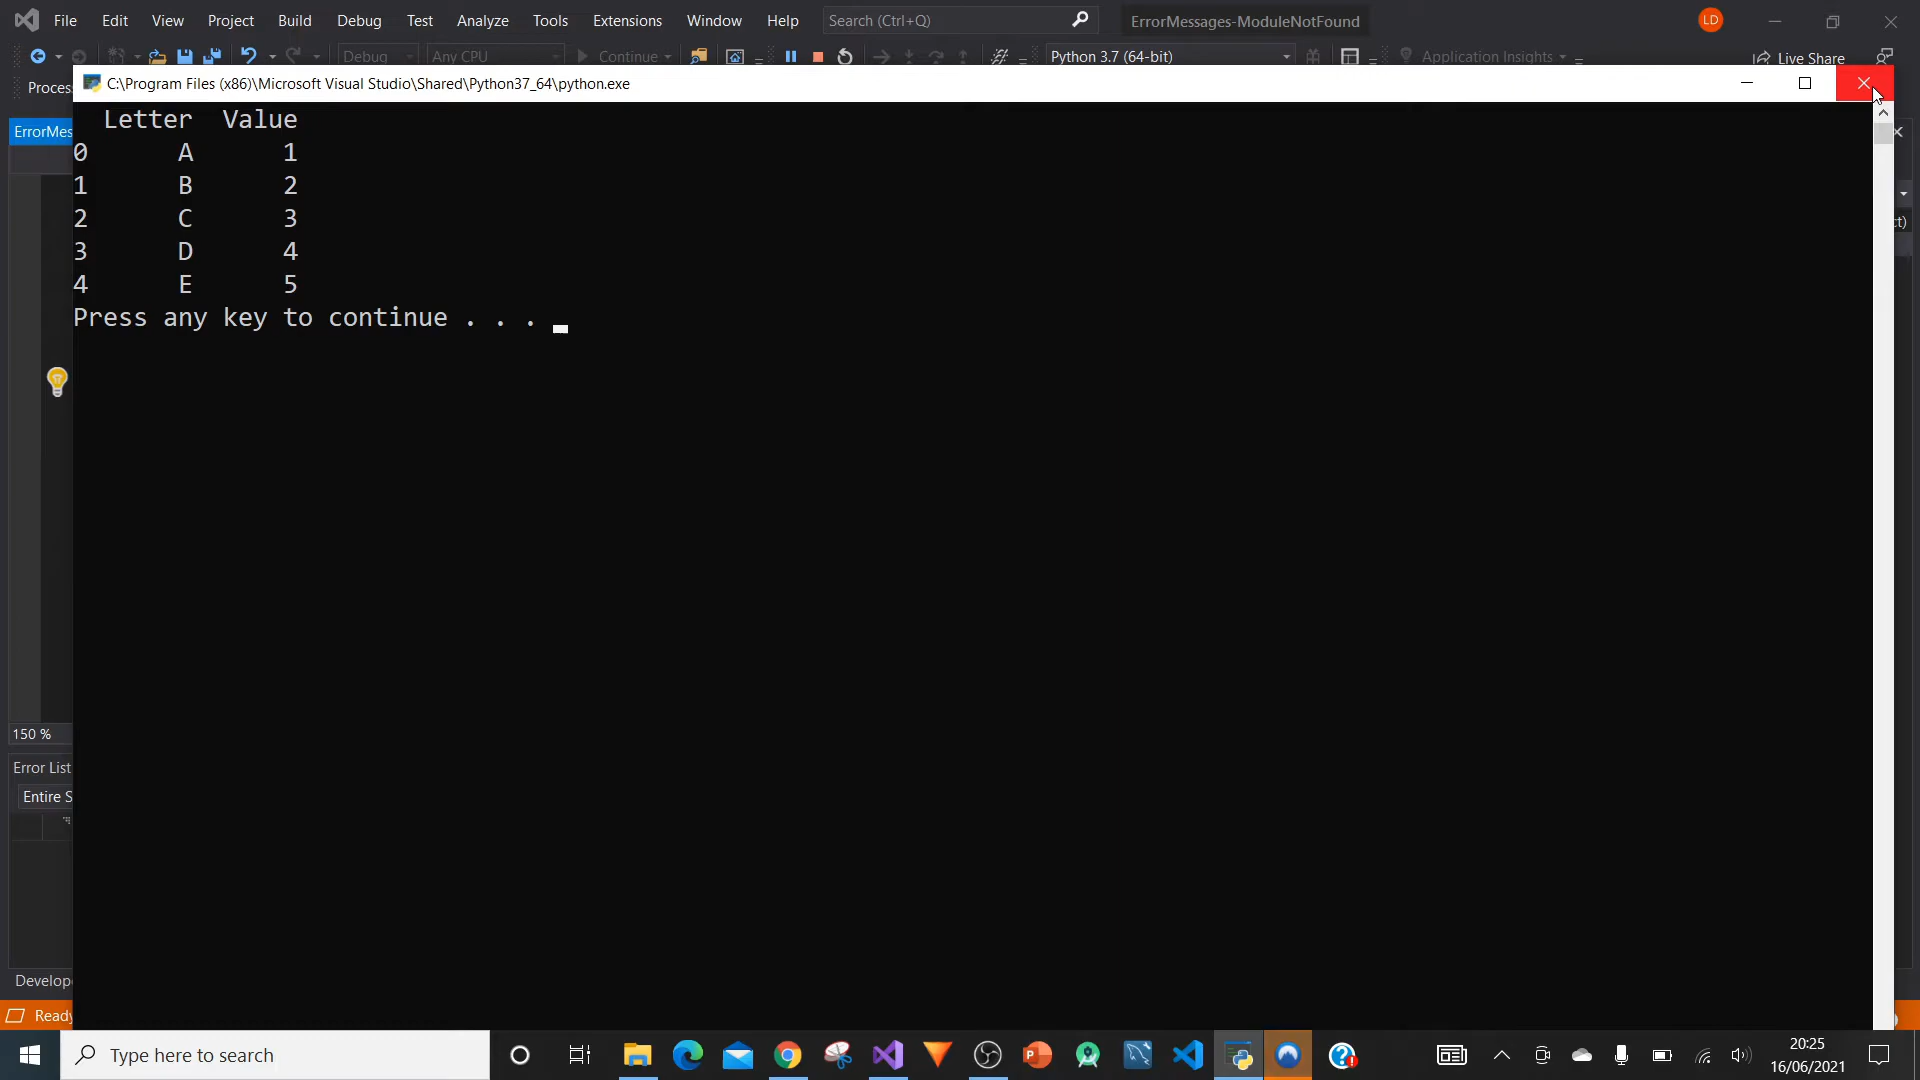 File Edit View Project Build Debug Test Analyze Tools Extensions Window Help Search (Ctrl+Q) ErrorMessages-ModuleNotFound LD
Debug Any CPU Continue Python 3.7 (64-bit) Application Insights Live Share
Proces
C:\Program Files (x86)\Microsoft Visual Studio\Shared\Python37_64\python.exe
ErrorMes
Letter Value
0 A 1
1 B 2
2 C 3
3 D 4
4 E 5
Press any key to continue . . .
ct)
150 %
Error List
Entire S
Develope
Ready
Type here to search
20:25
16/06/2021